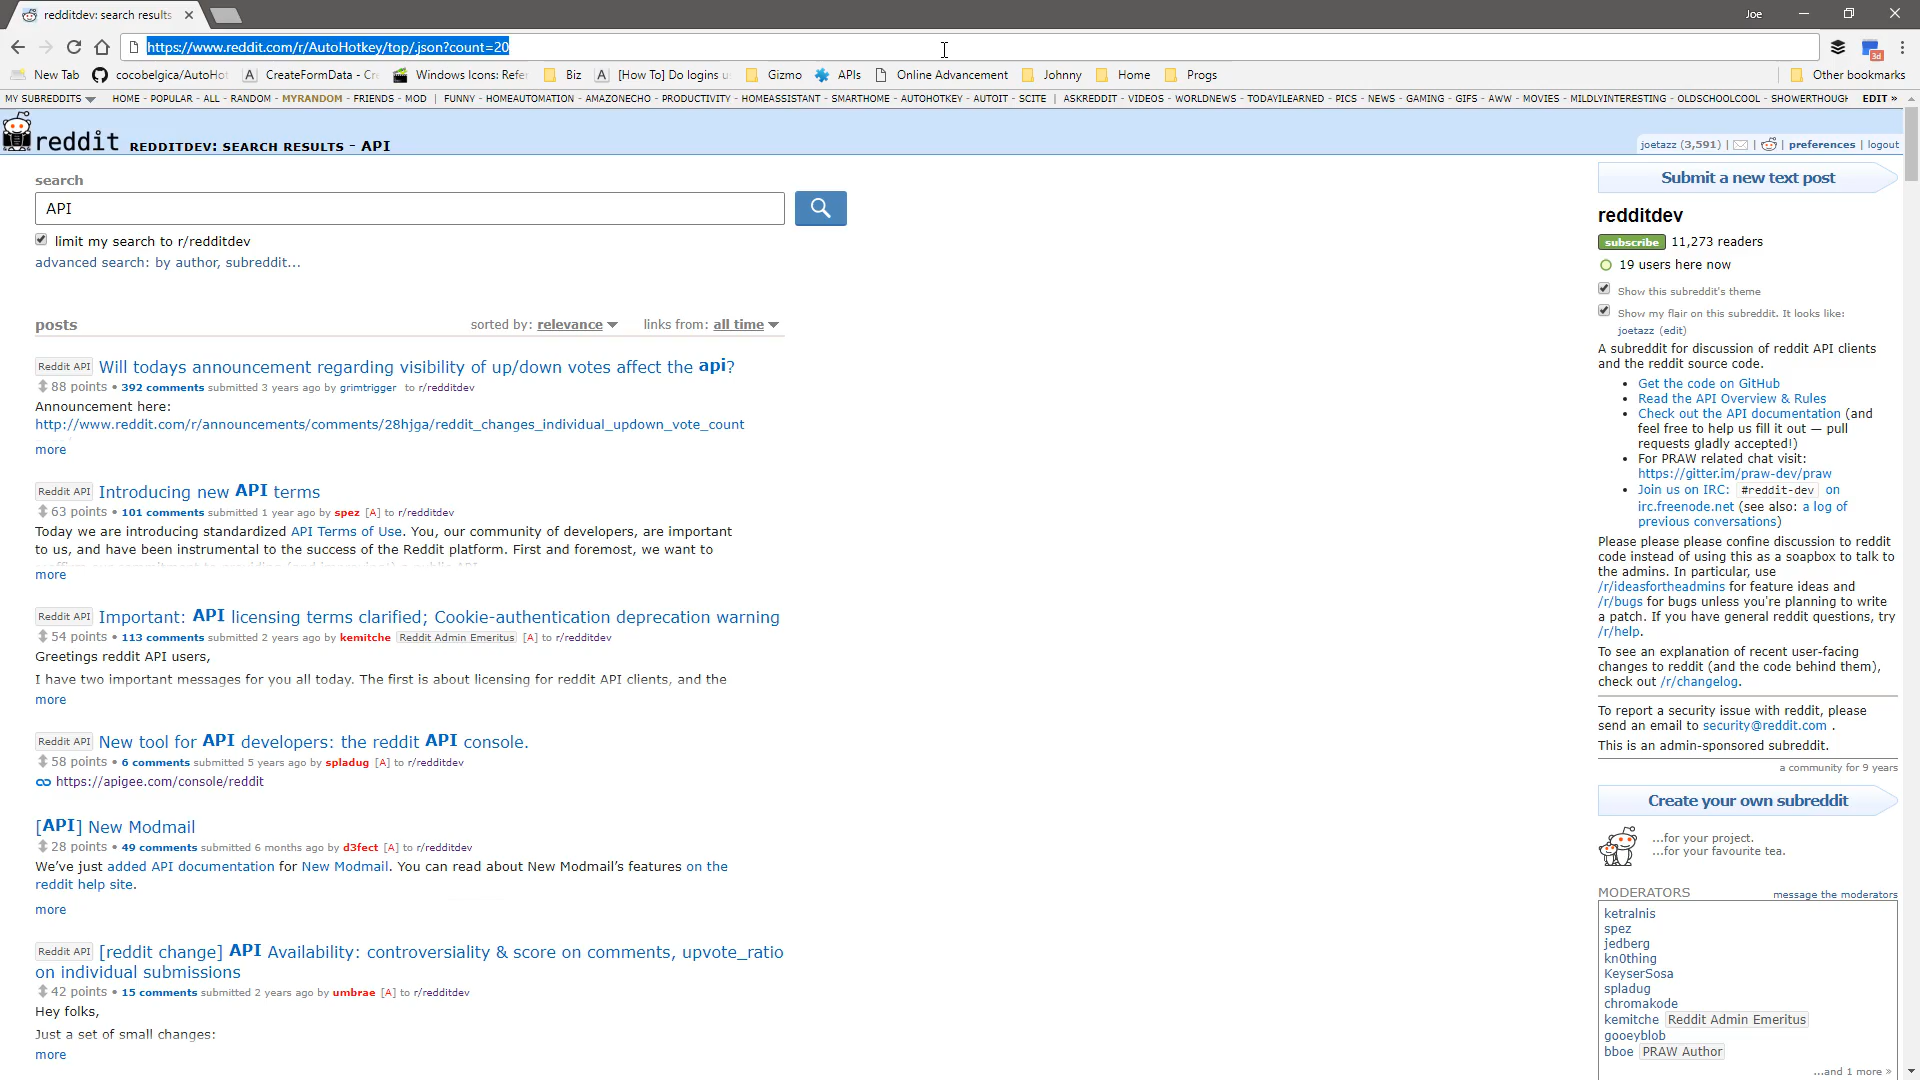 redditdev: search results
Joe
https://www.reddit.com/r/AutoHotkey/top/.json?count=20
3d
New Tab cocobelgica/AutoHot CreateFormData - Cr Windows Icons: Refe Biz [How To] Do logins u Gizmo APIs Online Advancement Johnny Home Progs Other bookmarks
MY SUBREDDITS HOME - POPULAR - ALL - RANDOM - MYRANDOM - FRIENDS - MOD | FUNNY - HOMEAUTOMATION - AMAZONECHO - PRODUCTIVITY - HOMEASSISTANT - SMARTHOME - AUTOHOTKEY - AUTOIT - SCITE | ASKREDDIT - VIDEOS - WORLDNEWS - TODAYILEARNED - PICS - NEWS - GAMING - GIFS - AWW - MOVIES - MILDLYINTERESTING - OLDSCHOOLCOOL - SHOWERTHOUGH EDIT »
reddit REDDITDEV: SEARCH RESULTS - API
joetazz (3,591) | | | preferences | logout
search
API
limit my search to r/redditdev
advanced search: by author, subreddit...
posts sorted by: relevance links from: all time
Reddit API Will todays announcement regarding visibility of up/down votes affect the api?
88 points • 392 comments submitted 3 years ago by grimtrigger to r/redditdev
Announcement here:
http://www.reddit.com/r/announcements/comments/28hjga/reddit_changes_individual_updown_vote_count
more
Reddit API Introducing new API terms
63 points • 101 comments submitted 1 year ago by spez [A] to r/redditdev
Today we are introducing standardized API Terms of Use. You, our community of developers, are important
to us, and have been instrumental to the success of the Reddit platform. First and foremost, we want to
more
Reddit API Important: API licensing terms clarified; Cookie-authentication deprecation warning
54 points • 113 comments submitted 2 years ago by kemitche Reddit Admin Emeritus [A] to r/redditdev
Greetings reddit API users,
I have two important messages for you all today. The first is about licensing for reddit API clients, and the
more
Reddit API New tool for API developers: the reddit API console.
58 points • 6 comments submitted 5 years ago by spladug [A] to r/redditdev
https://apigee.com/console/reddit
[API] New Modmail
28 points • 49 comments submitted 6 months ago by d3fect [A] to r/redditdev
We've just added API documentation for New Modmail. You can read about New Modmail's features on the
reddit help site.
more
Reddit API [reddit change] API Availability: controversiality & score on comments, upvote_ratio
on individual submissions
42 points • 15 comments submitted 2 years ago by umbrae [A] to r/redditdev
Hey folks,
Just a set of small changes:
more
Submit a new text post
redditdev
subscribe 11,273 readers
19 users here now
Show this subreddit's theme
Show my flair on this subreddit. It looks like:
joetazz (edit)
A subreddit for discussion of reddit API clients
and the reddit source code.
• Get the code on GitHub
• Read the API Overview & Rules
• Check out the API documentation (and
feel free to help us fill it out — pull
requests gladly accepted!)
• For PRAW related chat visit:
https://gitter.im/praw-dev/praw
• Join us on IRC: #reddit-dev on
irc.freenode.net (see also: a log of
previous conversations)
Please please please confine discussion to reddit
code instead of using this as a soapbox to talk to
the admins. In particular, use
/r/ideasfortheadmins for feature ideas and
/r/bugs for bugs unless you're planning to write
a patch. If you have general reddit questions, try
/r/help.
To see an explanation of recent user-facing
changes to reddit (and the code behind them),
check out /r/changelog.
To report a security issue with reddit, please
send an email to security@reddit.com .
This is an admin-sponsored subreddit.
a community for 9 years
Create your own subreddit
...for your project.
...for your favourite tea.
MODERATORS message the moderators
ketralnis
spez
jedberg
kn0thing
KeyserSosa
spladug
chromakode
kemitche Reddit Admin Emeritus
gooeyblob
bboe PRAW Author
...and 1 more »